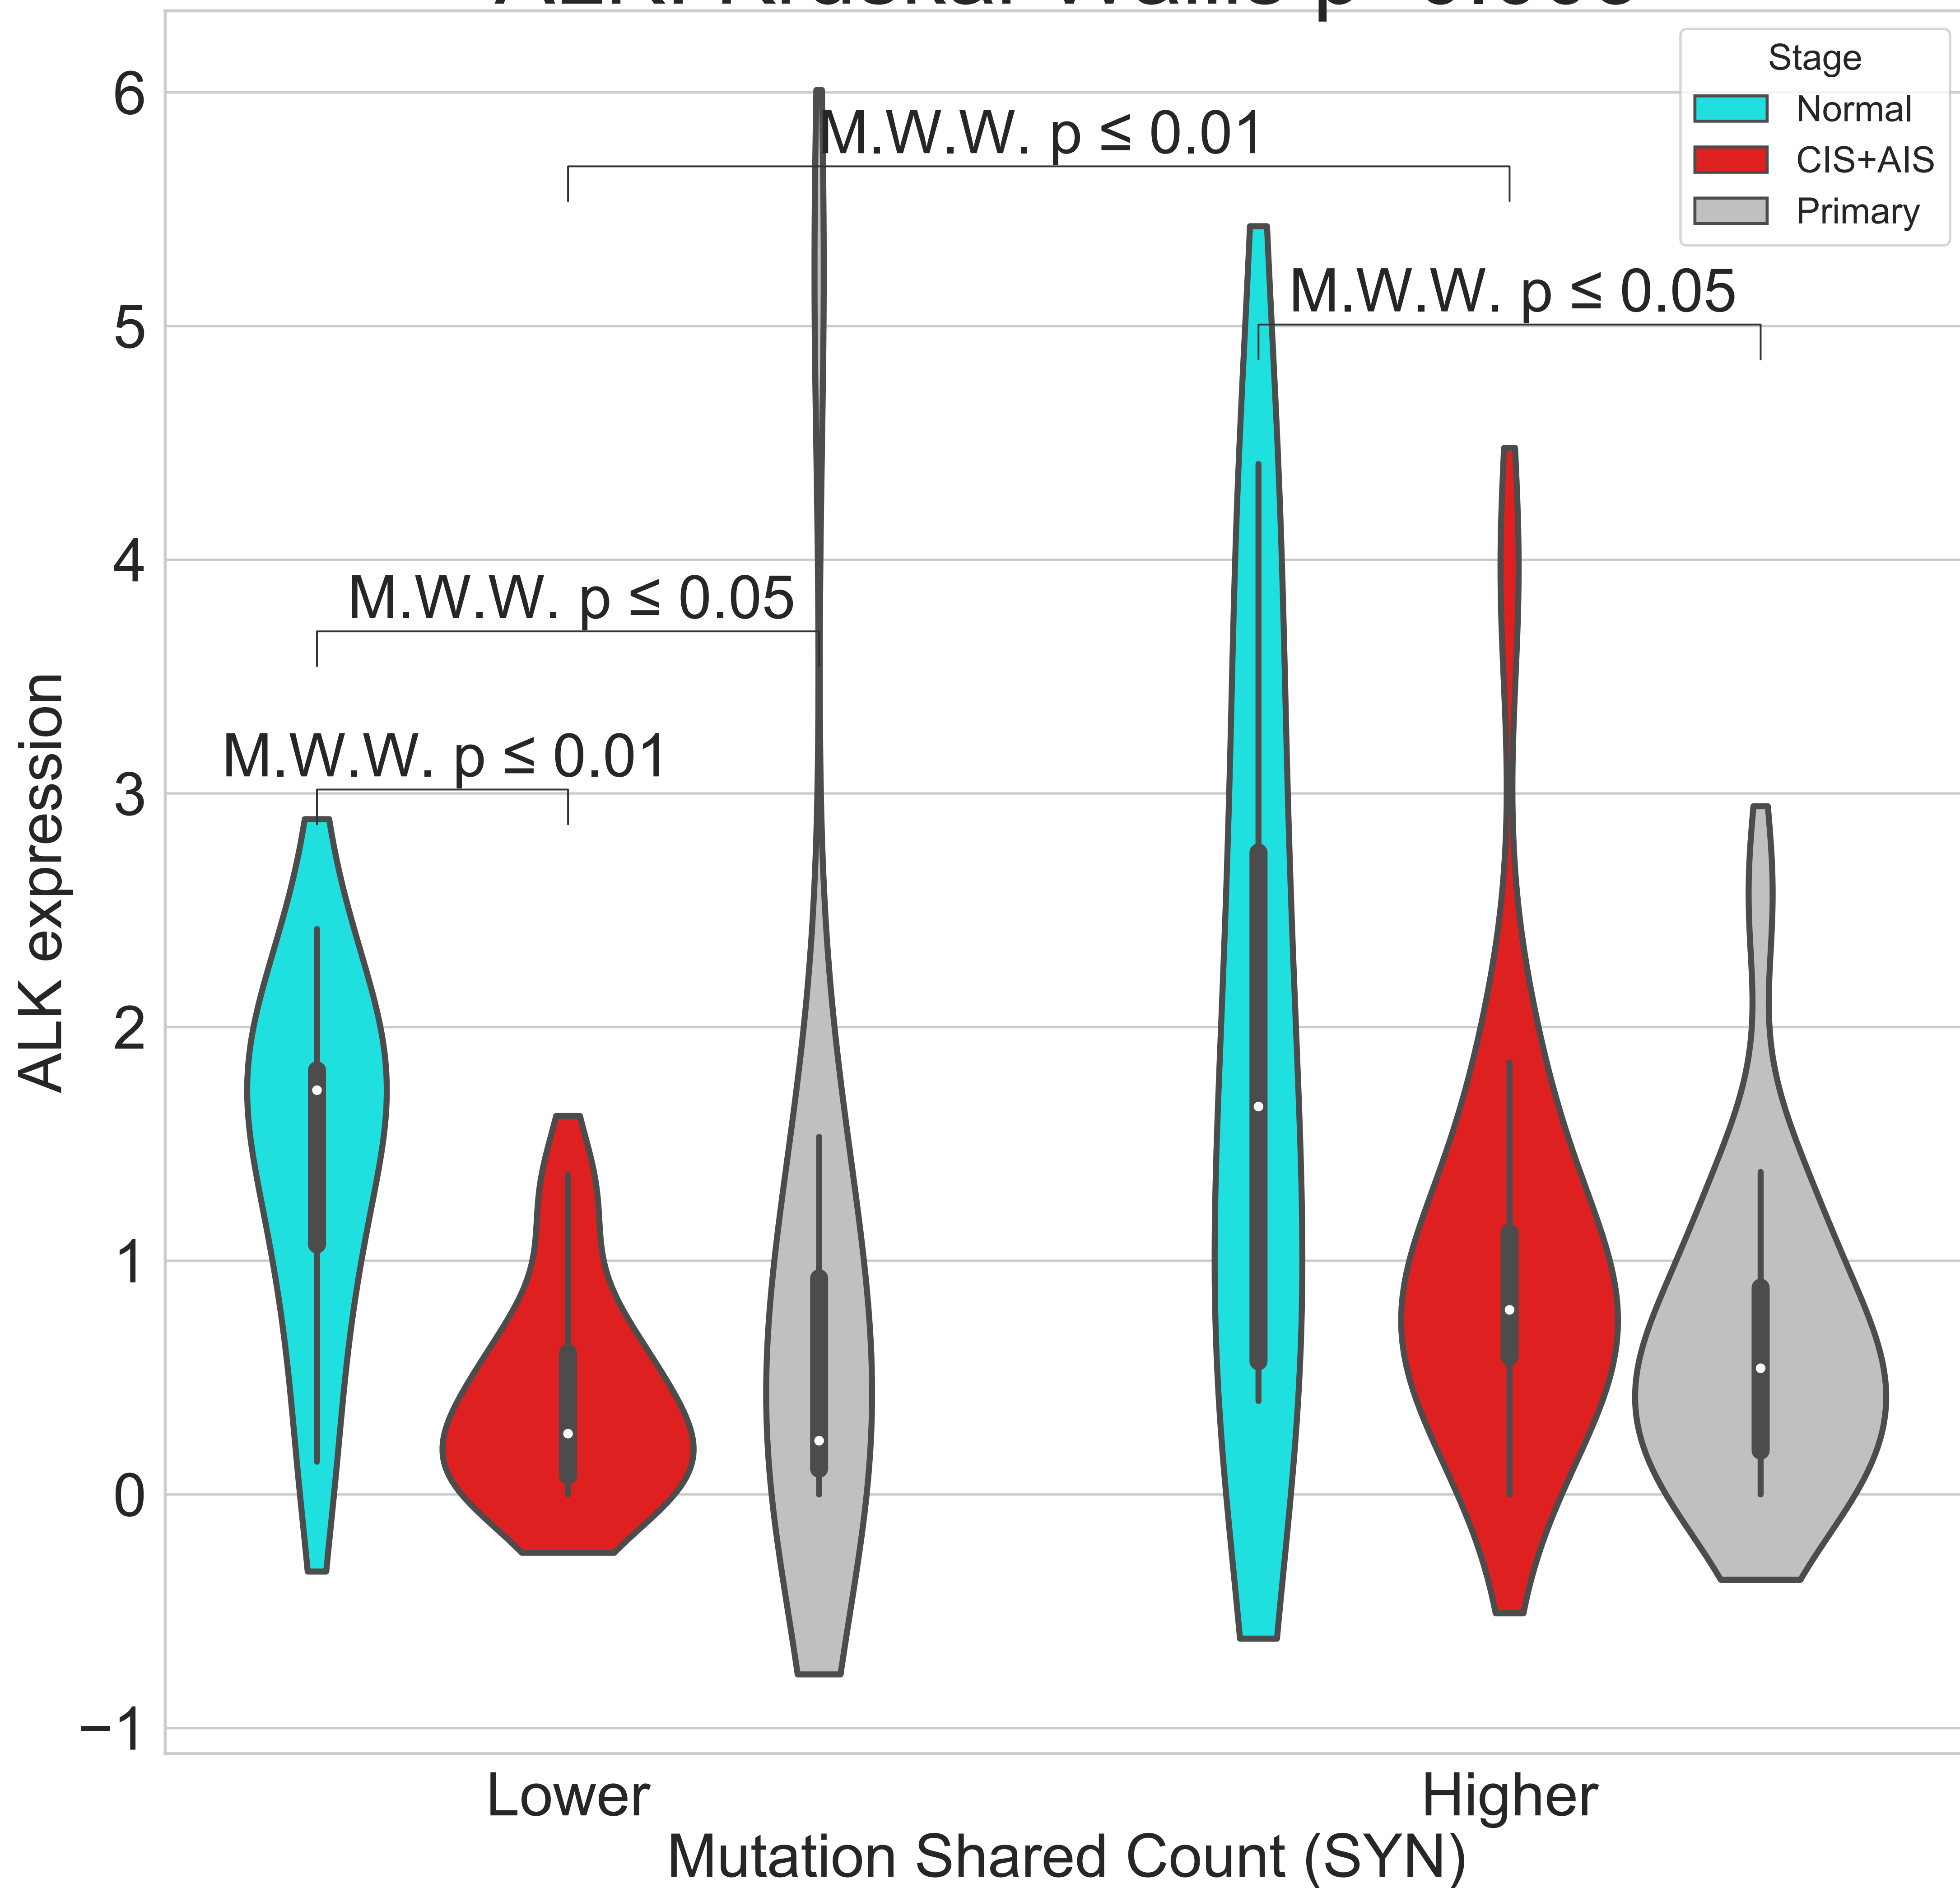 Stage
Normal
CIS+AIS
Primary
6
5
4
3
2
1
0
−1
ALK expression
M.W.W. p ≤ 0.01
M.W.W. p ≤ 0.05
M.W.W. p ≤ 0.05
M.W.W. p ≤ 0.01
Lower
Higher
Mutation Shared Count (SYN)